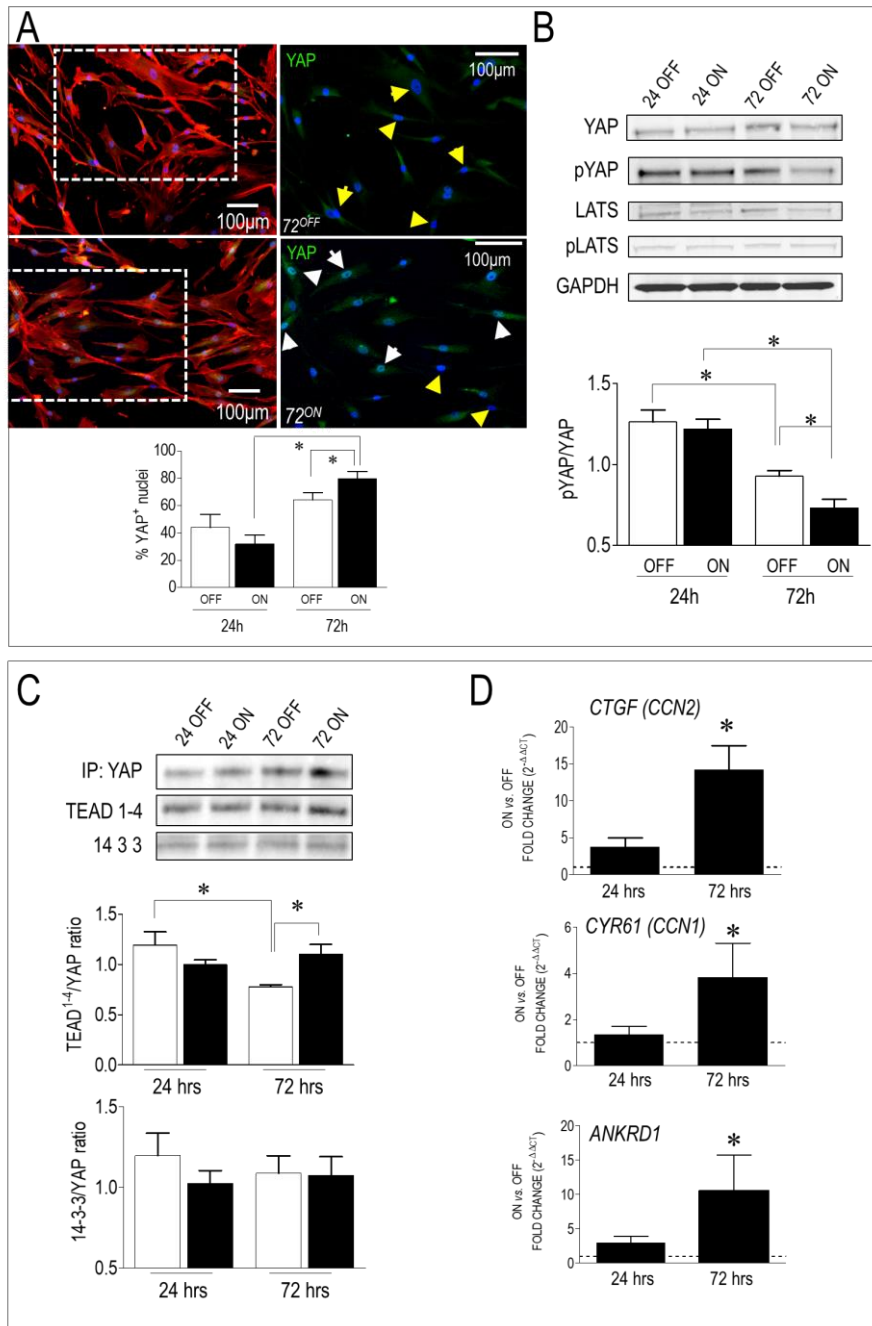 A
YAP
100µm
100µm
72OFF
YAP
100µm
100µm
72ON
% YAP+ nuclei
100
80
60
40
20
0
*
*
OFF ON OFF ON
24h 72h
B
24 OFF 24 ON 72 OFF 72 ON
YAP
pYAP
LATS
pLATS
GAPDH
pYAP/YAP
1.5
1.0
0.5
*
*
*
OFF ON OFF ON
24h 72h
C
24 OFF 24 ON 72 OFF 72 ON
IP: YAP
TEAD 1-4
14 3 3
TEAD1-4/YAP ratio
1.5
1.0
0.5
0.0
*
*
24 hrs 72 hrs
14-3-3/YAP ratio
1.5
1.0
0.5
24 hrs 72 hrs
D
CTGF (CCN2)
ON vs. OFF
FOLD CHANGE (2-ΔΔCT)
20
15
10
5
0
*
24 hrs 72 hrs
CYR61 (CCN1)
ON vs. OFF
FOLD CHANGE (2-ΔΔCT)
6
4
2
0
*
24 hrs 72 hrs
ANKRD1
ON vs. OFF
FOLD CHANGE (2-ΔΔCT)
20
15
10
5
0
*
24 hrs 72 hrs